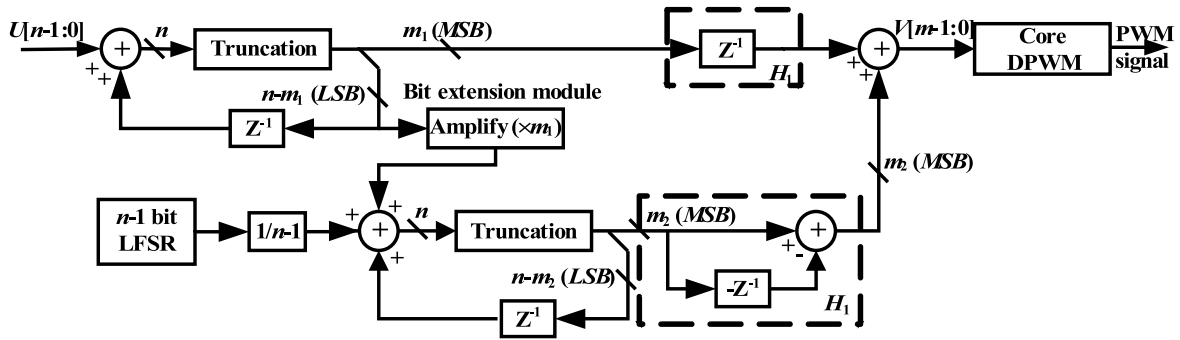 U[n-1:0]
+
n
Truncation
m₁ (MSB)
Z⁻¹
H₁
+
V[m-1:0]
Core
DPWM
PWM
signal
+
+
+
+
n-m₁ (LSB)
Z⁻¹
Bit extension module
Amplify (×m₁)
m₂ (MSB)
n-1 bit
LFSR
1/n-1
+
+
+
+
n
Truncation
m₂ (MSB)
+
+
-
n-m₂ (LSB)
Z⁻¹
-Z⁻¹
H₁